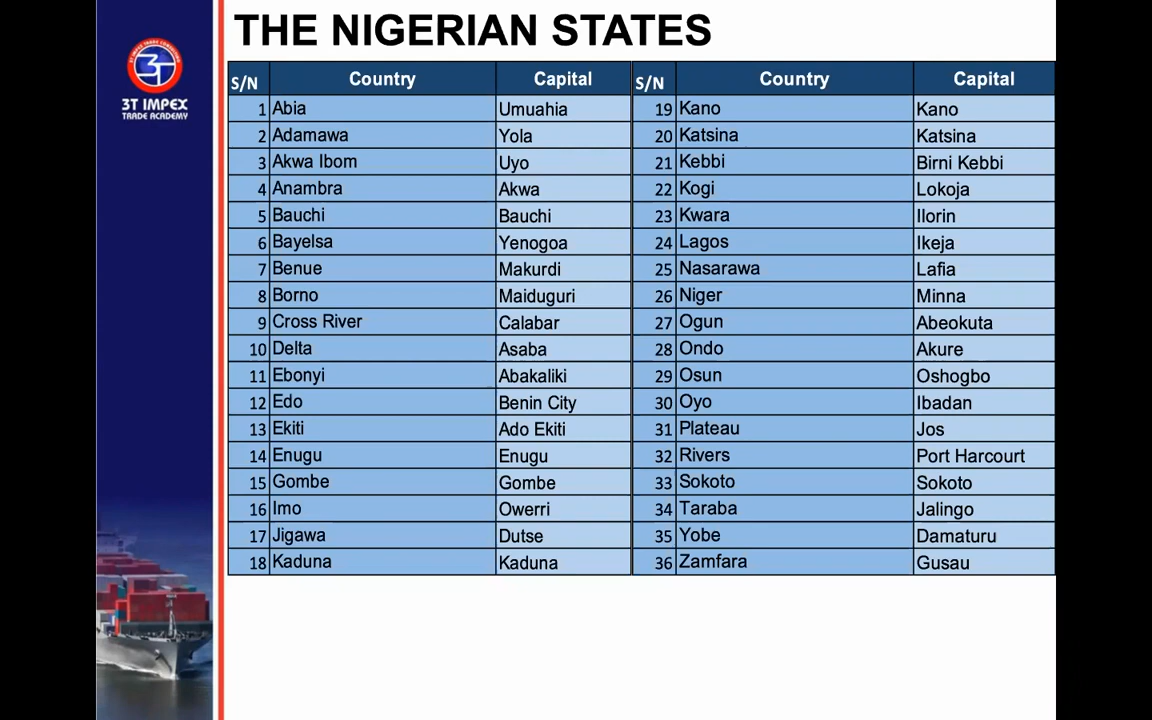 THE NIGERIAN STATES
3T IMPEX TRADE CONSULTING
3T
3T IMPEX
TRADE ACADEMY
S/N Country Capital S/N Country Capital
1 Abia Umuahia 19 Kano Kano
2 Adamawa Yola 20 Katsina Katsina
3 Akwa Ibom Uyo 21 Kebbi Birni Kebbi
4 Anambra Akwa 22 Kogi Lokoja
5 Bauchi Bauchi 23 Kwara Ilorin
6 Bayelsa Yenogoa 24 Lagos Ikeja
7 Benue Makurdi 25 Nasarawa Lafia
8 Borno Maiduguri 26 Niger Minna
9 Cross River Calabar 27 Ogun Abeokuta
10 Delta Asaba 28 Ondo Akure
11 Ebonyi Abakaliki 29 Osun Oshogbo
12 Edo Benin City 30 Oyo Ibadan
13 Ekiti Ado Ekiti 31 Plateau Jos
14 Enugu Enugu 32 Rivers Port Harcourt
15 Gombe Gombe 33 Sokoto Sokoto
16 Imo Owerri 34 Taraba Jalingo
17 Jigawa Dutse 35 Yobe Damaturu
18 Kaduna Kaduna 36 Zamfara Gusau